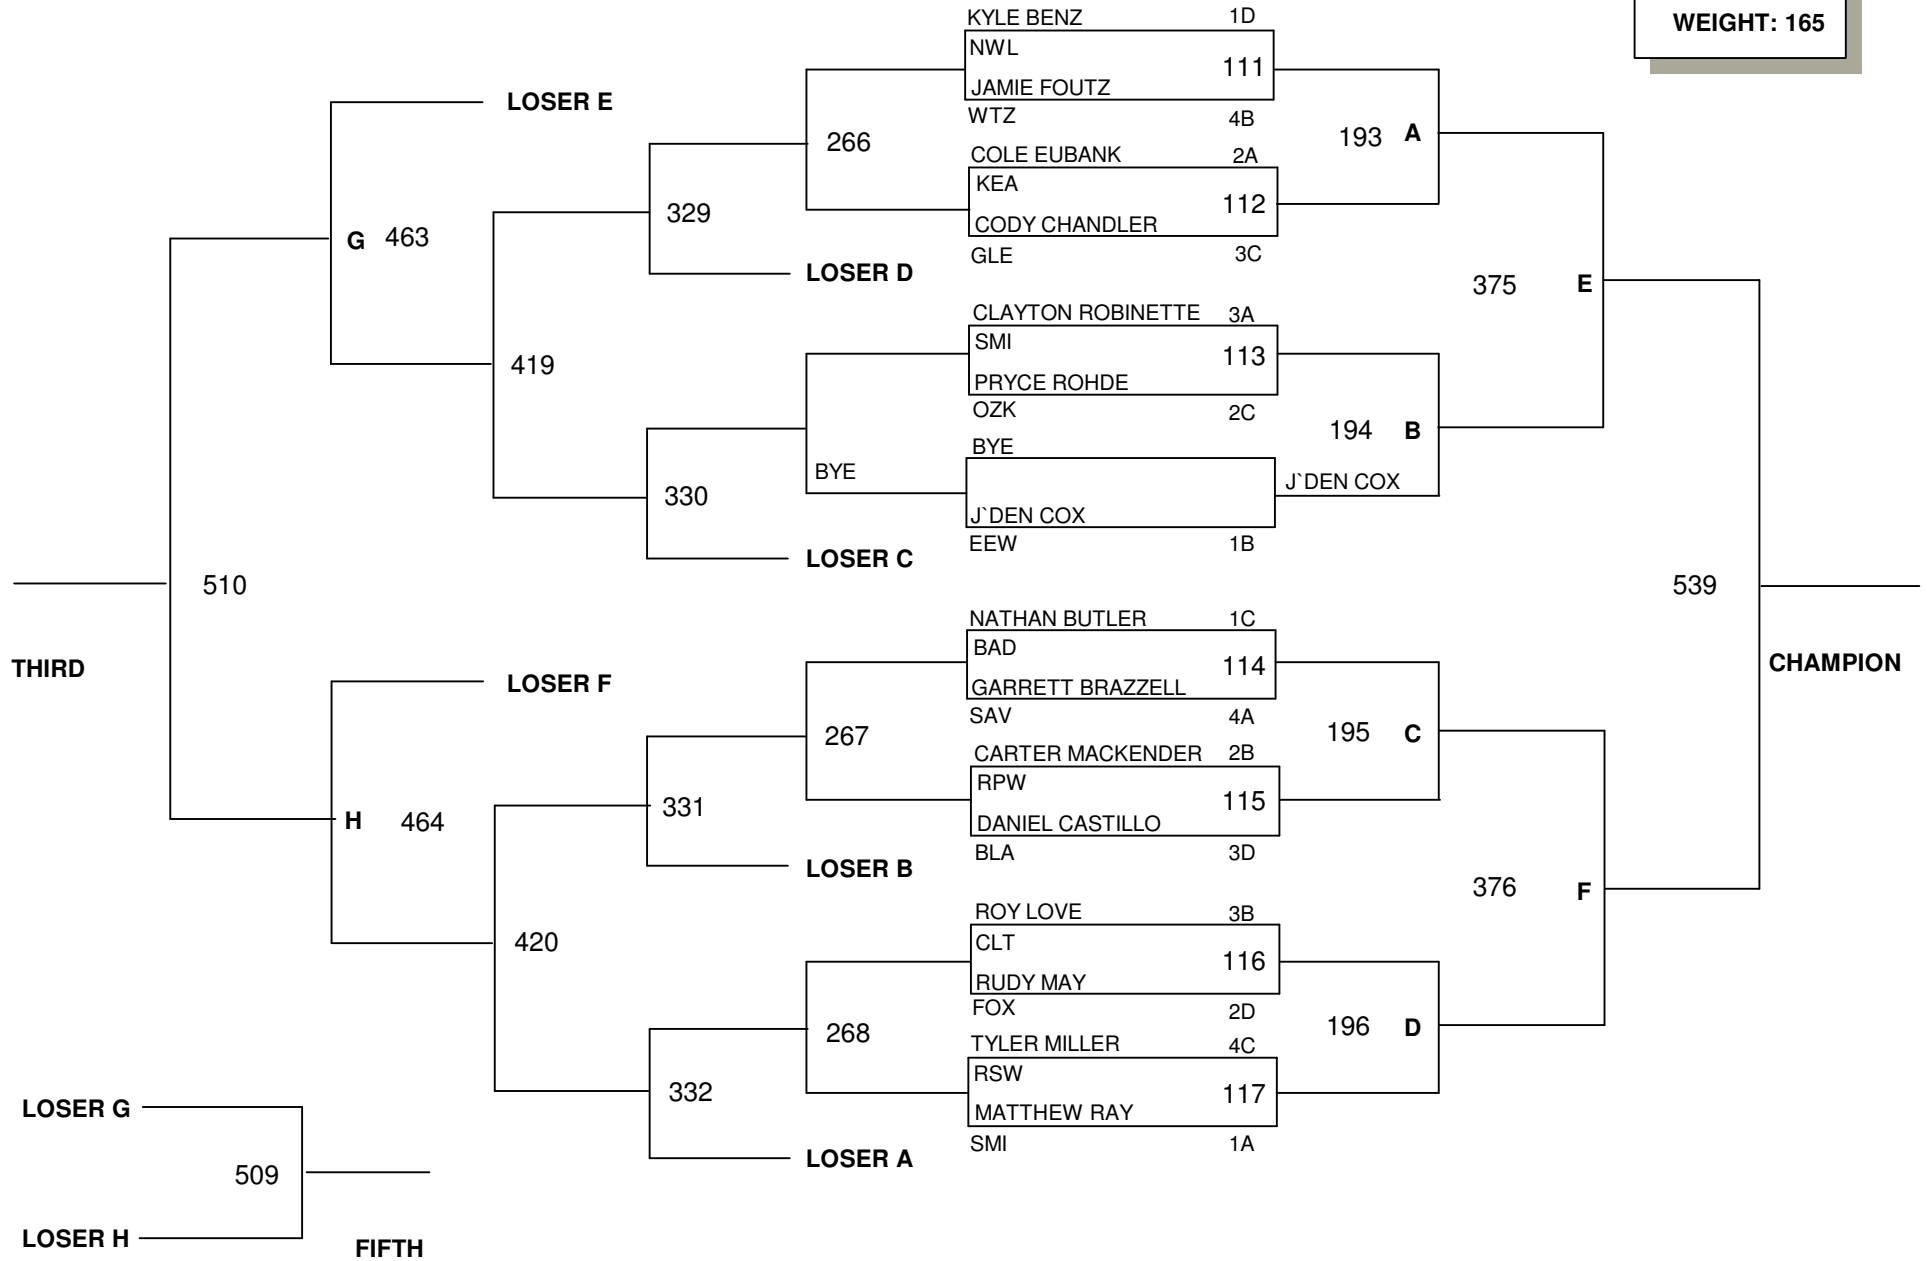 WEIGHT: 165
KYLE BENZ 1D
NWL
111
JAMIE FOUTZ
WTZ 4B
COLE EUBANK 2A
KEA
112
CODY CHANDLER
GLE 3C
CLAYTON ROBINETTE 3A
SMI
113
PRYCE ROHDE
OZK 2C
BYE
J`DEN COX
EEW 1B
NATHAN BUTLER 1C
BAD
114
GARRETT BRAZZELL
SAV 4A
CARTER MACKENDER 2B
RPW
115
DANIEL CASTILLO
BLA 3D
ROY LOVE 3B
CLT
116
RUDY MAY
FOX 2D
TYLER MILLER 4C
RSW
117
MATTHEW RAY
SMI 1A
193 A
194 B
J`DEN COX
195 C
196 D
375 E
376 F
539
CHAMPION
266
BYE
267
268
329
LOSER D
330
LOSER C
331
LOSER B
332
LOSER A
419
420
LOSER E
G 463
LOSER F
H 464
510
THIRD
LOSER G
509
LOSER H
FIFTH